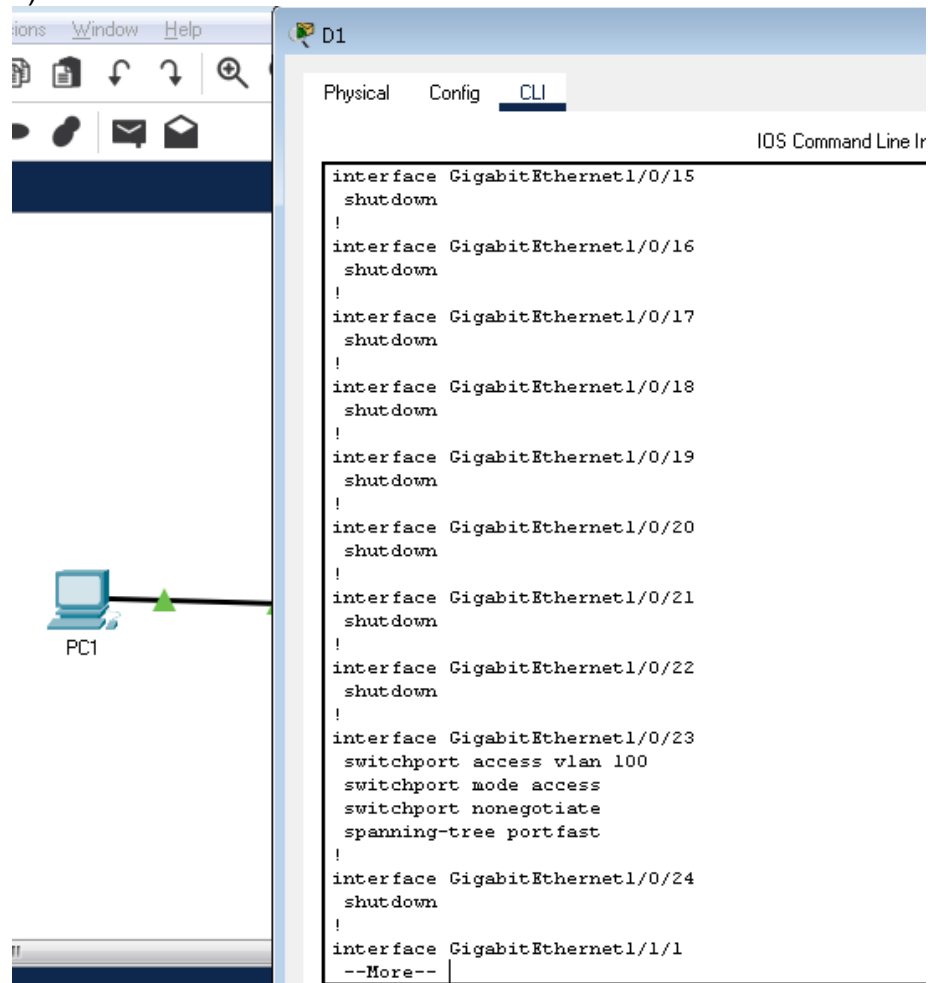 ions Window Help
D1
Physical Config CLI
IOS Command Line
interface GigabitEthernet1/0/15
shutdown
!
interface GigabitEthernet1/0/16
shutdown
!
interface GigabitEthernet1/0/17
shutdown
!
interface GigabitEthernet1/0/18
shutdown
!
interface GigabitEthernet1/0/19
shutdown
!
interface GigabitEthernet1/0/20
shutdown
!
interface GigabitEthernet1/0/21
shutdown
!
interface GigabitEthernet1/0/22
shutdown
!
interface GigabitEthernet1/0/23
switchport access vlan 100
switchport mode access
switchport nonegotiate
spanning-tree portfast
!
interface GigabitEthernet1/0/24
shutdown
!
interface GigabitEthernet1/1/1
--More--
PC1